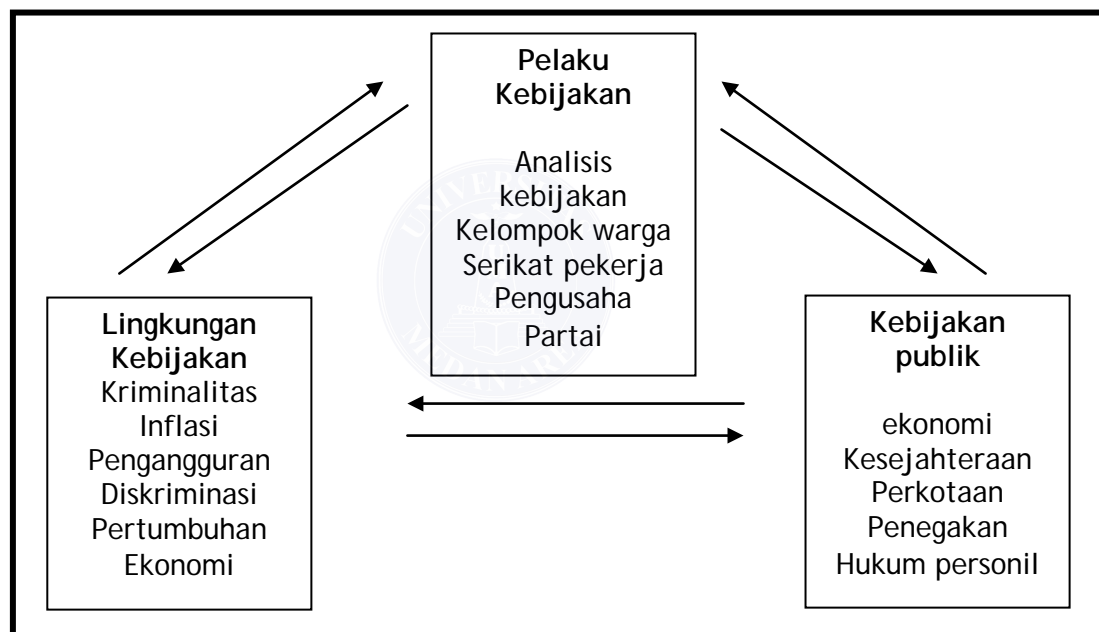 Pelaku
Kebijakan
Analisis
kebijakan
Kelompok warga
Serikat pekerja
Pengusaha
Partai
Lingkungan
Kebijakan
Kriminalitas
Inflasi
Pengangguran
Diskriminasi
Pertumbuhan
Ekonomi
Kebijakan
publik
ekonomi
Kesejahteraan
Perkotaan
Penegakan
Hukum personil